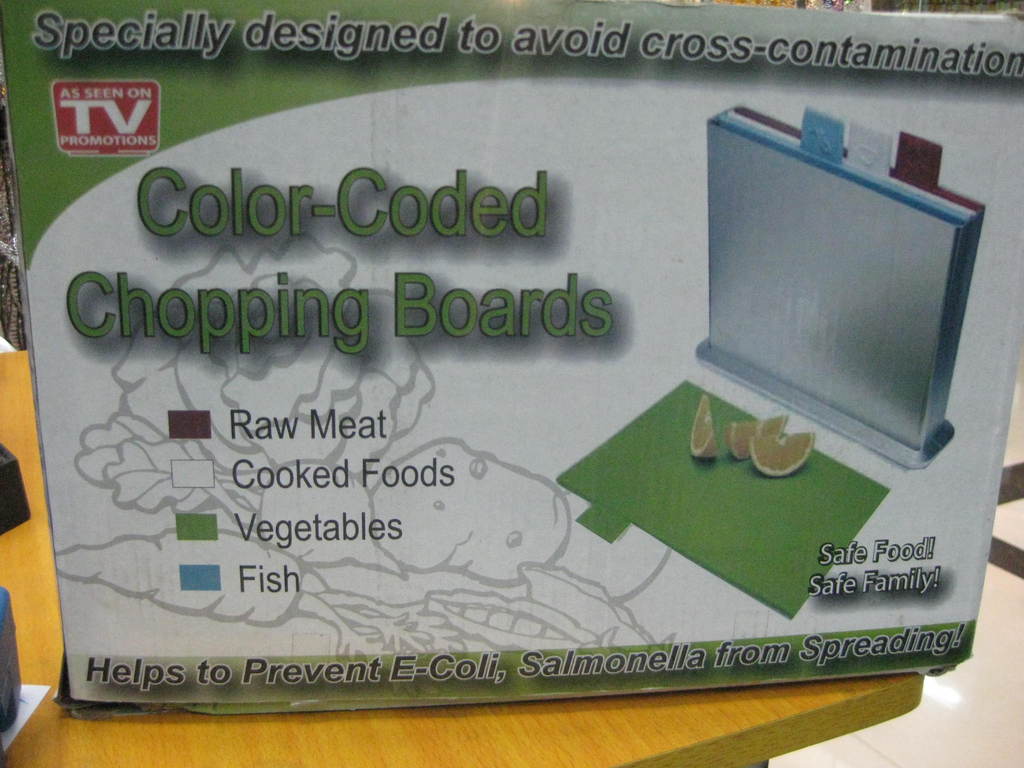 Specially designed to avoid cross-contamination
AS SEEN ON
TV
PROMOTIONS
Color-Coded
Chopping Boards
Raw Meat
Cooked Foods
Vegetables
Fish
Safe Food!
Safe Family!
Helps to Prevent E-Coli, Salmonella from Spreading!